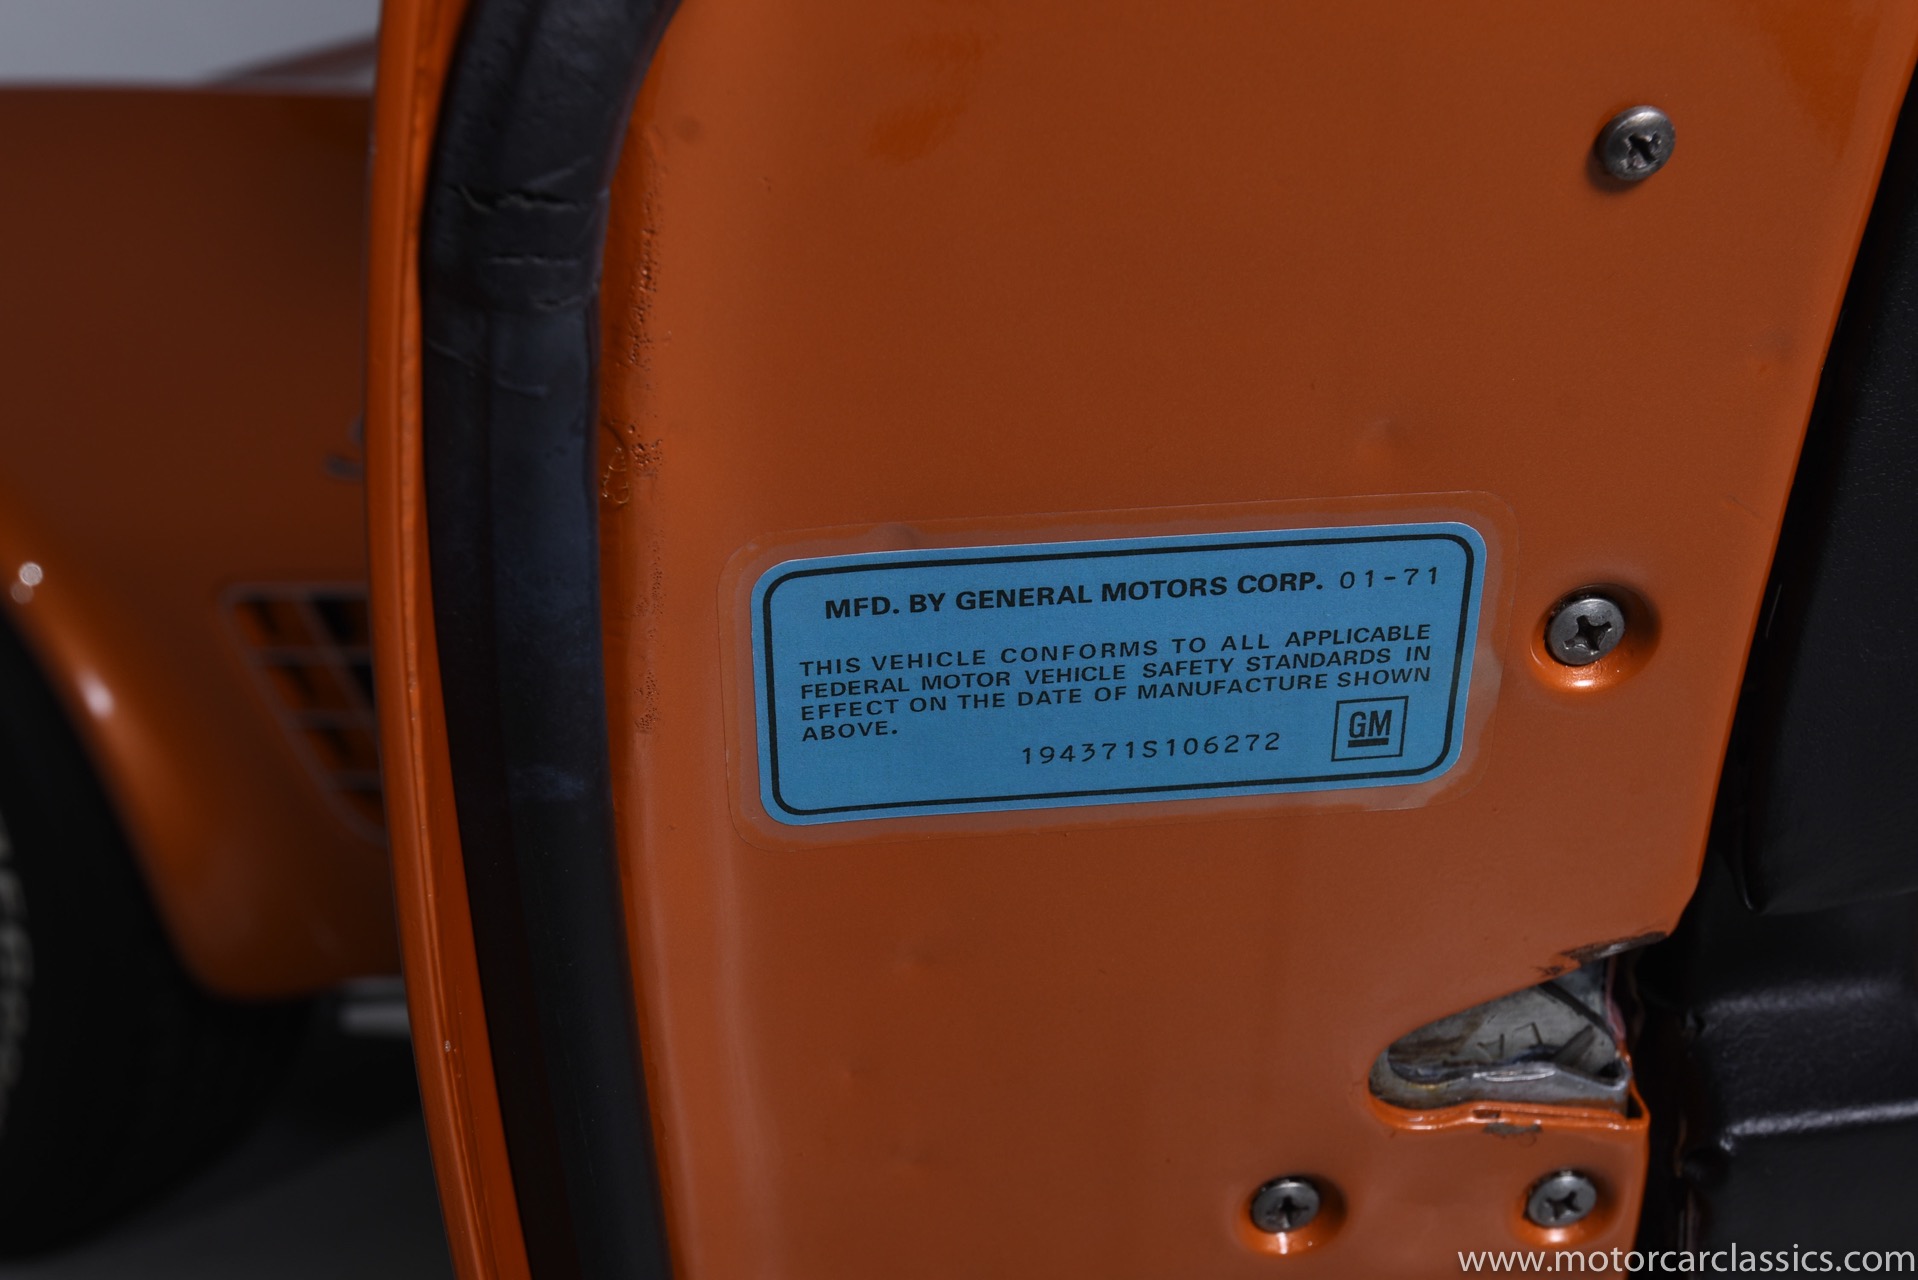 MFD. BY GENERAL MOTORS CORP. 01-71
THIS VEHICLE CONFORMS TO ALL APPLICABLE
FEDERAL MOTOR VEHICLE SAFETY STANDARDS IN
EFFECT ON THE DATE OF MANUFACTURE SHOWN
ABOVE.
194371S106272
GM
www.motorcarclassics.com